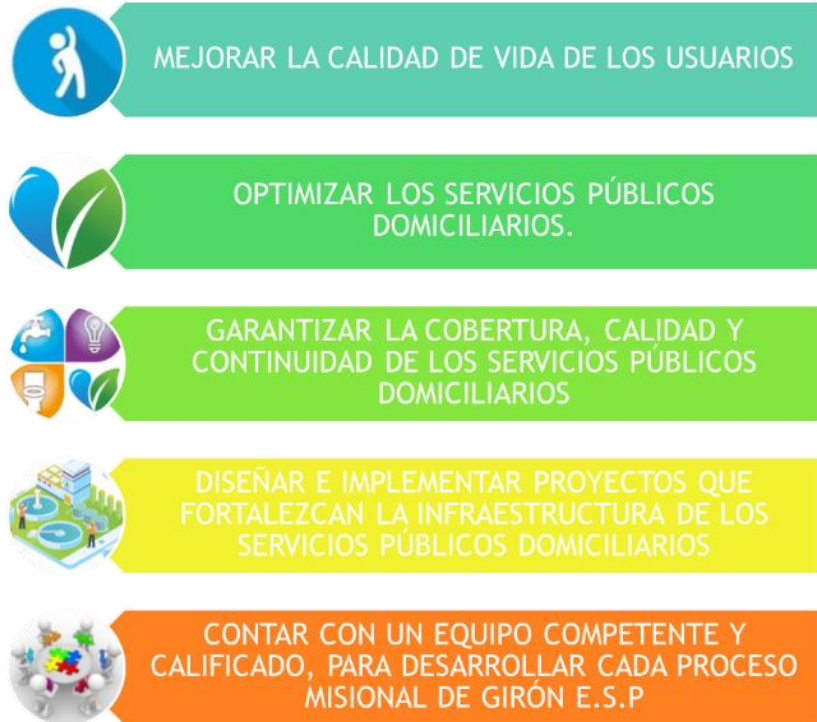 MEJORAR LA CALIDAD DE VIDA DE LOS USUARIOS
OPTIMIZAR LOS SERVICIOS PÚBLICOS
DOMICILIARIOS.
GARANTIZAR LA COBERTURA, CALIDAD Y
CONTINUIDAD DE LOS SERVICIOS PÚBLICOS
DOMICILIARIOS
DISEÑAR E IMPLEMENTAR PROYECTOS QUE
FORTALEZCAN LA INFRAESTRUCTURA DE LOS
SERVICIOS PÚBLICOS DOMICILIARIOS
CONTAR CON UN EQUIPO COMPETENTE Y
CALIFICADO, PARA DESARROLLAR CADA PROCESO
MISIONAL DE GIRÓN E.S.P